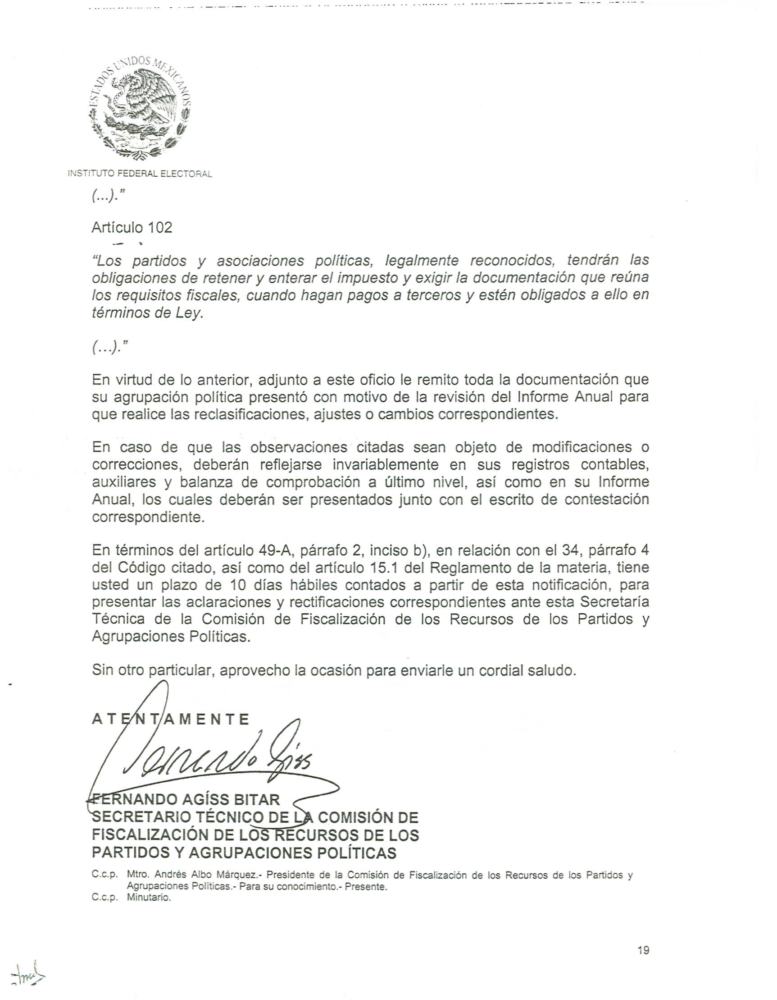 ESTADOS UNIDOS MEXICANOS
INSTITUTO FEDERAL ELECTORAL
(...)."
Artículo 102
"Los partidos y asociaciones políticas, legalmente reconocidos, tendrán las
obligaciones de retener y enterar el impuesto y exigir la documentación que reúna
los requisitos fiscales, cuando hagan pagos a terceros y estén obligados a ello en
términos de Ley.
(...)."
En virtud de lo anterior, adjunto a este oficio le remito toda la documentación que
su agrupación política presentó con motivo de la revisión del Informe Anual para
que realice las reclasificaciones, ajustes o cambios correspondientes.
En caso de que las observaciones citadas sean objeto de modificaciones o
correcciones, deberán reflejarse invariablemente en sus registros contables,
auxiliares y balanza de comprobación a último nivel, así como en su Informe
Anual, los cuales deberán ser presentados junto con el escrito de contestación
correspondiente.
En términos del artículo 49-A, párrafo 2, inciso b), en relación con el 34, párrafo 4
del Código citado, así como del artículo 15.1 del Reglamento de la materia, tiene
usted un plazo de 10 días hábiles contados a partir de esta notificación, para
presentar las aclaraciones y rectificaciones correspondientes ante esta Secretaría
Técnica de la Comisión de Fiscalización de los Recursos de los Partidos y
Agrupaciones Políticas.
Sin otro particular, aprovecho la ocasión para enviarle un cordial saludo.
A T E N T A M E N T E
Fernando Agiss
FERNANDO AGÍSS BITAR
SECRETARIO TÉCNICO DE LA COMISIÓN DE
FISCALIZACIÓN DE LOS RECURSOS DE LOS
PARTIDOS Y AGRUPACIONES POLÍTICAS
C.c.p. Mtro. Andrés Albo Márquez.- Presidente de la Comisión de Fiscalización de los Recursos de los Partidos y
Agrupaciones Políticas.- Para su conocimiento.- Presente.
C.c.p. Minutario.
19